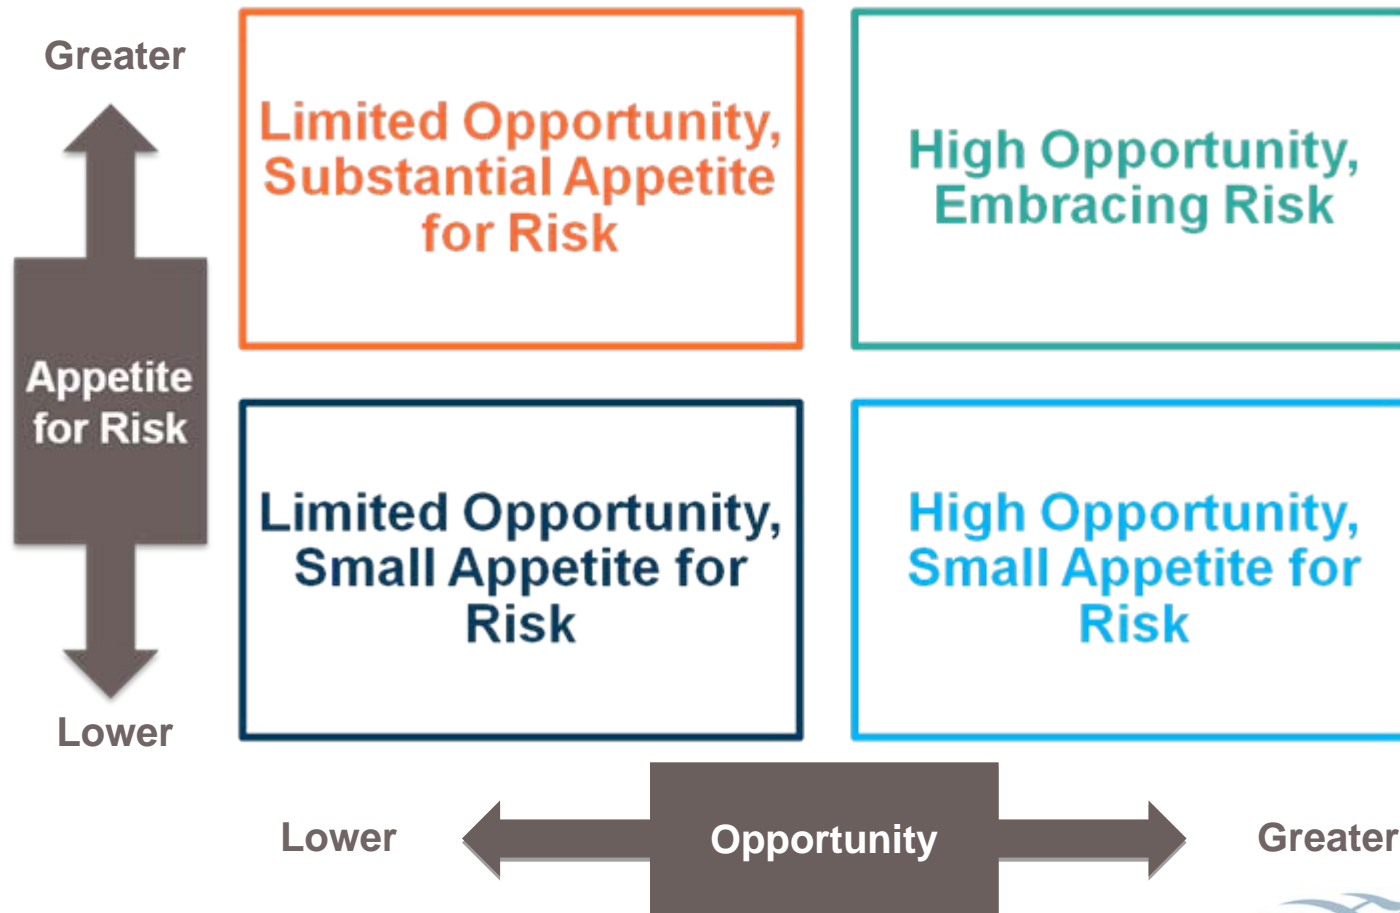 Greater
Limited Opportunity,
Substantial Appetite
for Risk
High Opportunity,
Embracing Risk
Appetite
for Risk
Limited Opportunity,
Small Appetite for
Risk
High Opportunity,
Small Appetite for
Risk
Lower
Lower
Opportunity
Greater